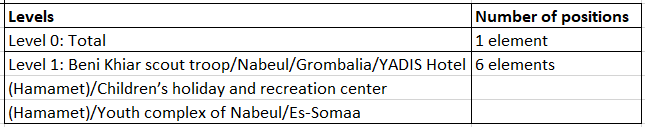 Levels Number of positions
Level 0: Total 1 element
Level 1: Beni Khiar scout troop/Nabeul/Grombalia/YADIS Hotel 6 elements
(Hamamet)/Children’s holiday and recreation center
(Hamamet)/Youth complex of Nabeul/Es-Somaa